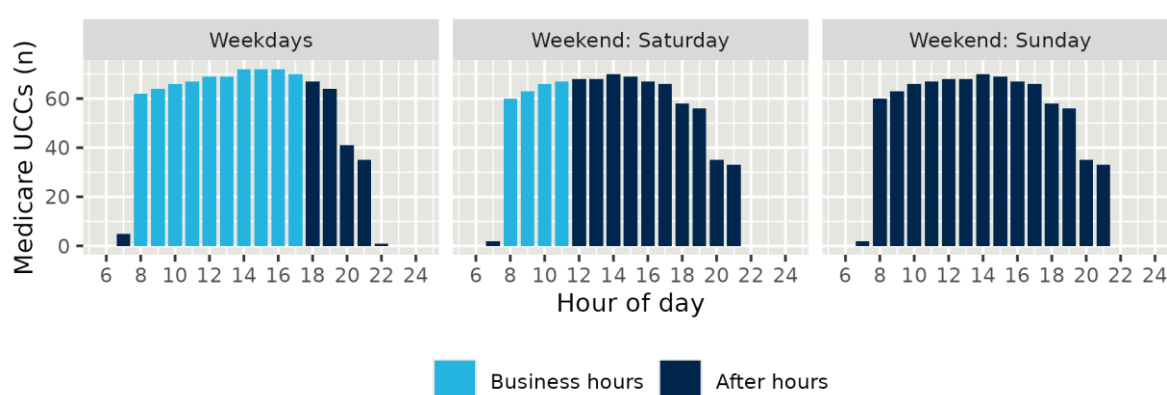 Weekdays Weekend: Saturday Weekend: Sunday
Medicare UCCs (n)
60
40
20
0
6 8 10 12 14 16 18 20 22 24 6 8 10 12 14 16 18 20 22 24 6 8 10 12 14 16 18 20 22 24
Hour of day
Business hours After hours